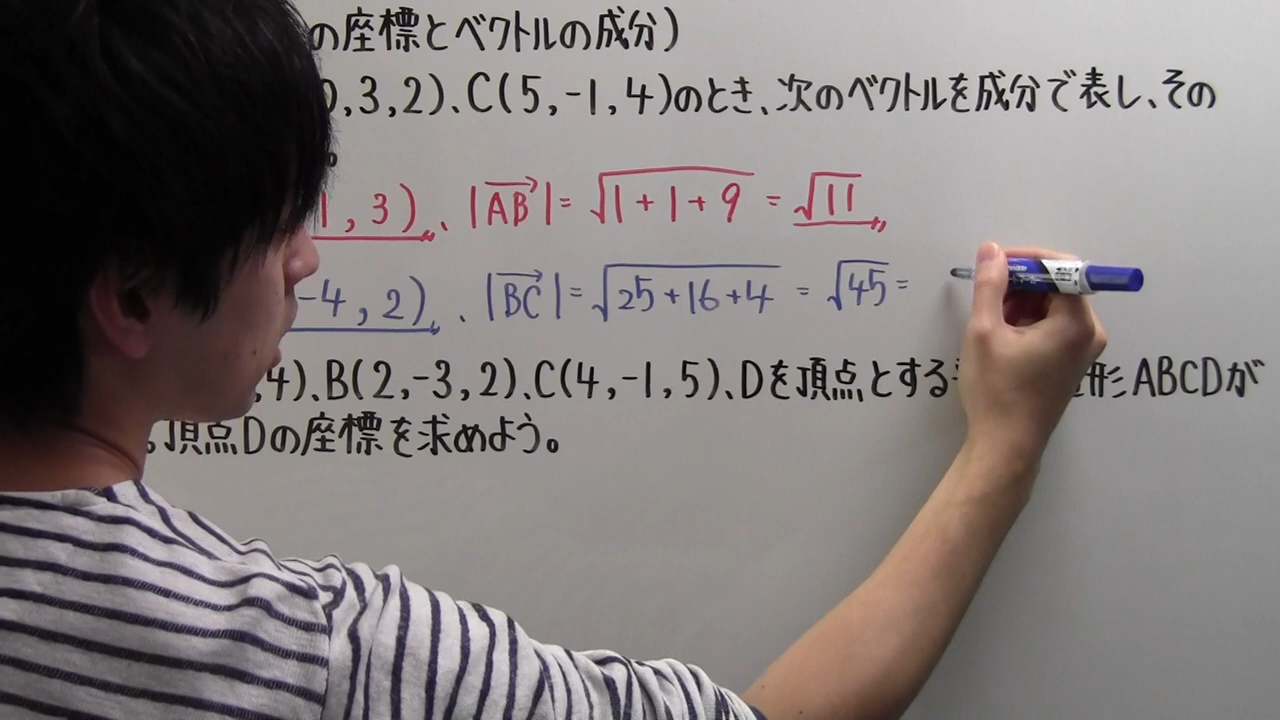 の座標とベクトルの成分)
,3,2)、C(5,-1,4)のとき、次のベクトルを成分で表し、その
。
1,3)、|AB→|=√1+1+9=√11
-4,2)、|BC→|=√25+16+4=√45=
,4)、B(2,-3,2)、C(4,-1,5)、Dを頂点とする 形ABCDが
。頂点Dの座標を求めよう。